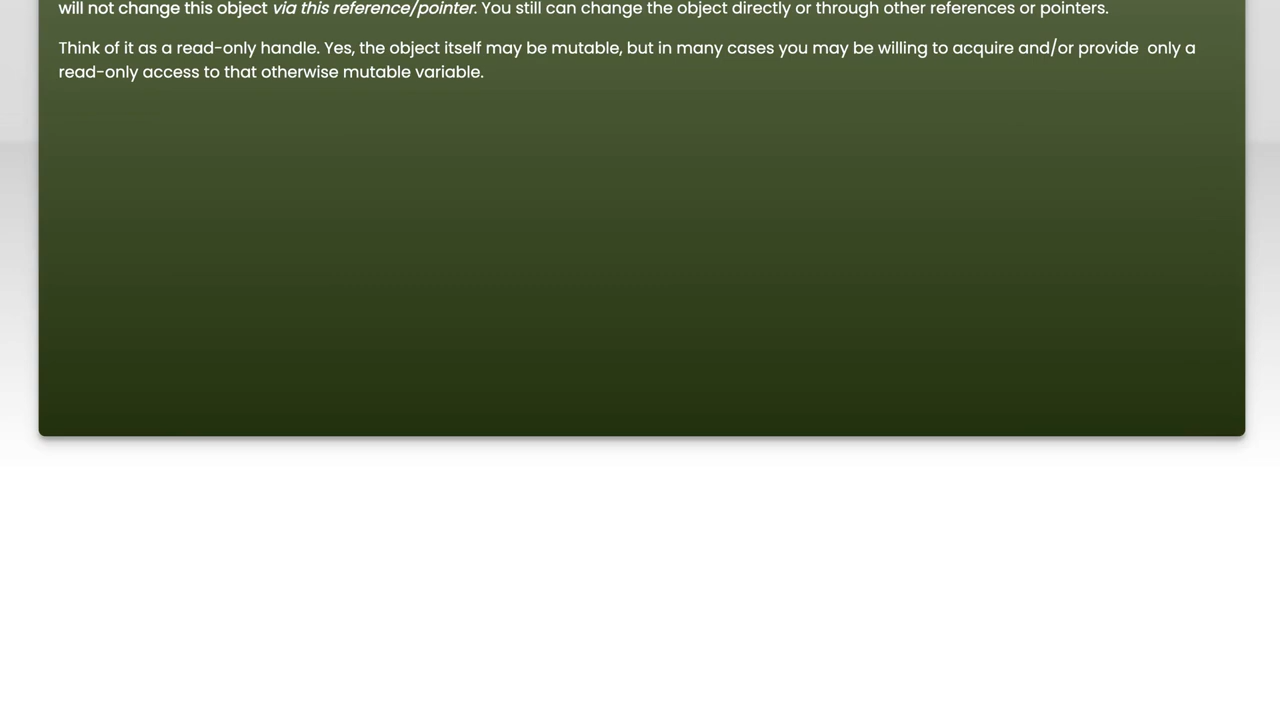 will not change this object via this reference/pointer. You still can change the object directly or through other references or pointers.
Think of it as a read-only handle. Yes, the object itself may be mutable, but in many cases you may be willing to acquire and/or provide  only a
read-only access to that otherwise mutable variable.